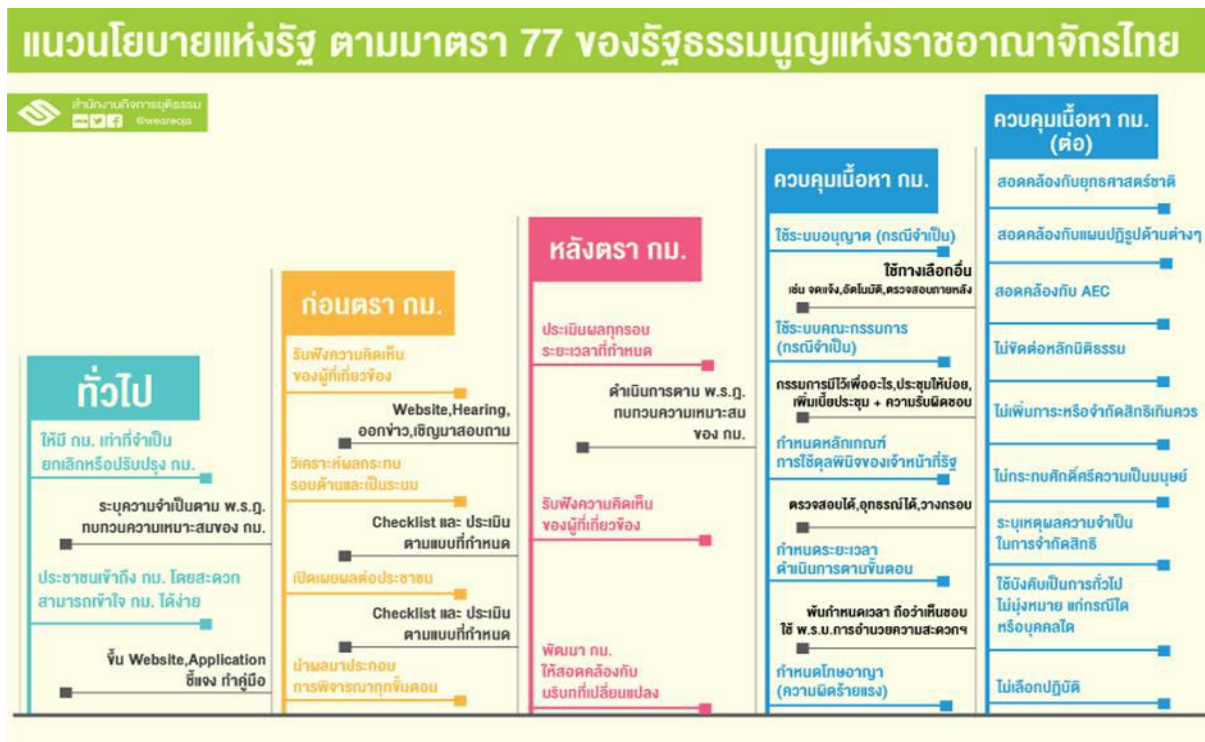 แนวนโยบายแห่งรัฐ ตามมาตรา 77 ของรัฐธรรมนูญแห่งราชอาณาจักรไทย
สำนักงานกิจการยุติธรรม
@weareoja
ทั่วไป
ให้มี กม. เท่าที่จำเป็น
ยกเลิกหรือปรับปรุง กม.
ระบุความจำเป็นตาม พ.ร.ฎ.
ทบทวนความเหมาะสมของ กม.
ประชาชนเข้าถึง กม. โดยสะดวก
สามารถเข้าใจ กม. ได้ง่าย
ขึ้น Website,Application
ชี้แจง ทำคู่มือ
ก่อนตรา กม.
รับฟังความคิดเห็น
ของผู้ที่เกี่ยวข้อง
Website,Hearing,
ออกข่าว,เชิญมาสอบถาม
วิเคราะห์ผลกระทบ
รอบด้านและเป็นระบบ
Checklist และ ประเมิน
ตามแบบที่กำหนด
เปิดเผยผลต่อประชาชน
Checklist และ ประเมิน
ตามแบบที่กำหนด
นำผลมาประกอบ
การพิจารณาทุกขั้นตอน
หลังตรา กม.
ประเมินผลทุกรอบ
ระยะเวลาที่กำหนด
ดำเนินการตาม พ.ร.ฎ.
ทบทวนความเหมาะสม
ของ กม.
รับฟังความคิดเห็น
ของผู้ที่เกี่ยวข้อง
พัฒนา กม.
ให้สอดคล้องกับ
บริบทที่เปลี่ยนแปลง
ควบคุมเนื้อหา กม.
ใช้ระบบอนุญาต (กรณีจำเป็น)
ใช้ทางเลือกอื่น
เช่น จดแจ้ง,อัตโนมัติ,ตรวจสอบภายหลัง
ใช้ระบบคณะกรรมการ
(กรณีจำเป็น)
กรรมการมีไว้เพื่ออะไร,ประชุมให้บ่อย,
เพิ่มเบี้ยประชุม + ความรับผิดชอบ
กำหนดหลักเกณฑ์
การใช้ดุลพินิจของเจ้าหน้าที่รัฐ
ตรวจสอบได้,อุทธรณ์ได้,วางกรอบ
กำหนดระยะเวลา
ดำเนินการตามขั้นตอน
พ้นกำหนดเวลา ถือว่าเห็นชอบ
ใช้ พ.ร.บ.การอำนวยความสะดวกฯ
กำหนดโทษอาญา
(ความผิดร้ายแรง)
ควบคุมเนื้อหา กม.
(ต่อ)
สอดคล้องกับยุทธศาสตร์ชาติ
สอดคล้องกับแผนปฏิรูปด้านต่างๆ
สอดคล้องกับ AEC
ไม่ขัดต่อหลักนิติธรรม
ไม่เพิ่มภาระหรือจำกัดสิทธิเกินควร
ไม่กระทบศักดิ์ศรีความเป็นมนุษย์
ระบุเหตุผลความจำเป็น
ในการจำกัดสิทธิ
ใช้บังคับเป็นการทั่วไป
ไม่มุ่งหมาย แก่กรณีใด
หรือบุคคลใด
ไม่เลือกปฏิบัติ